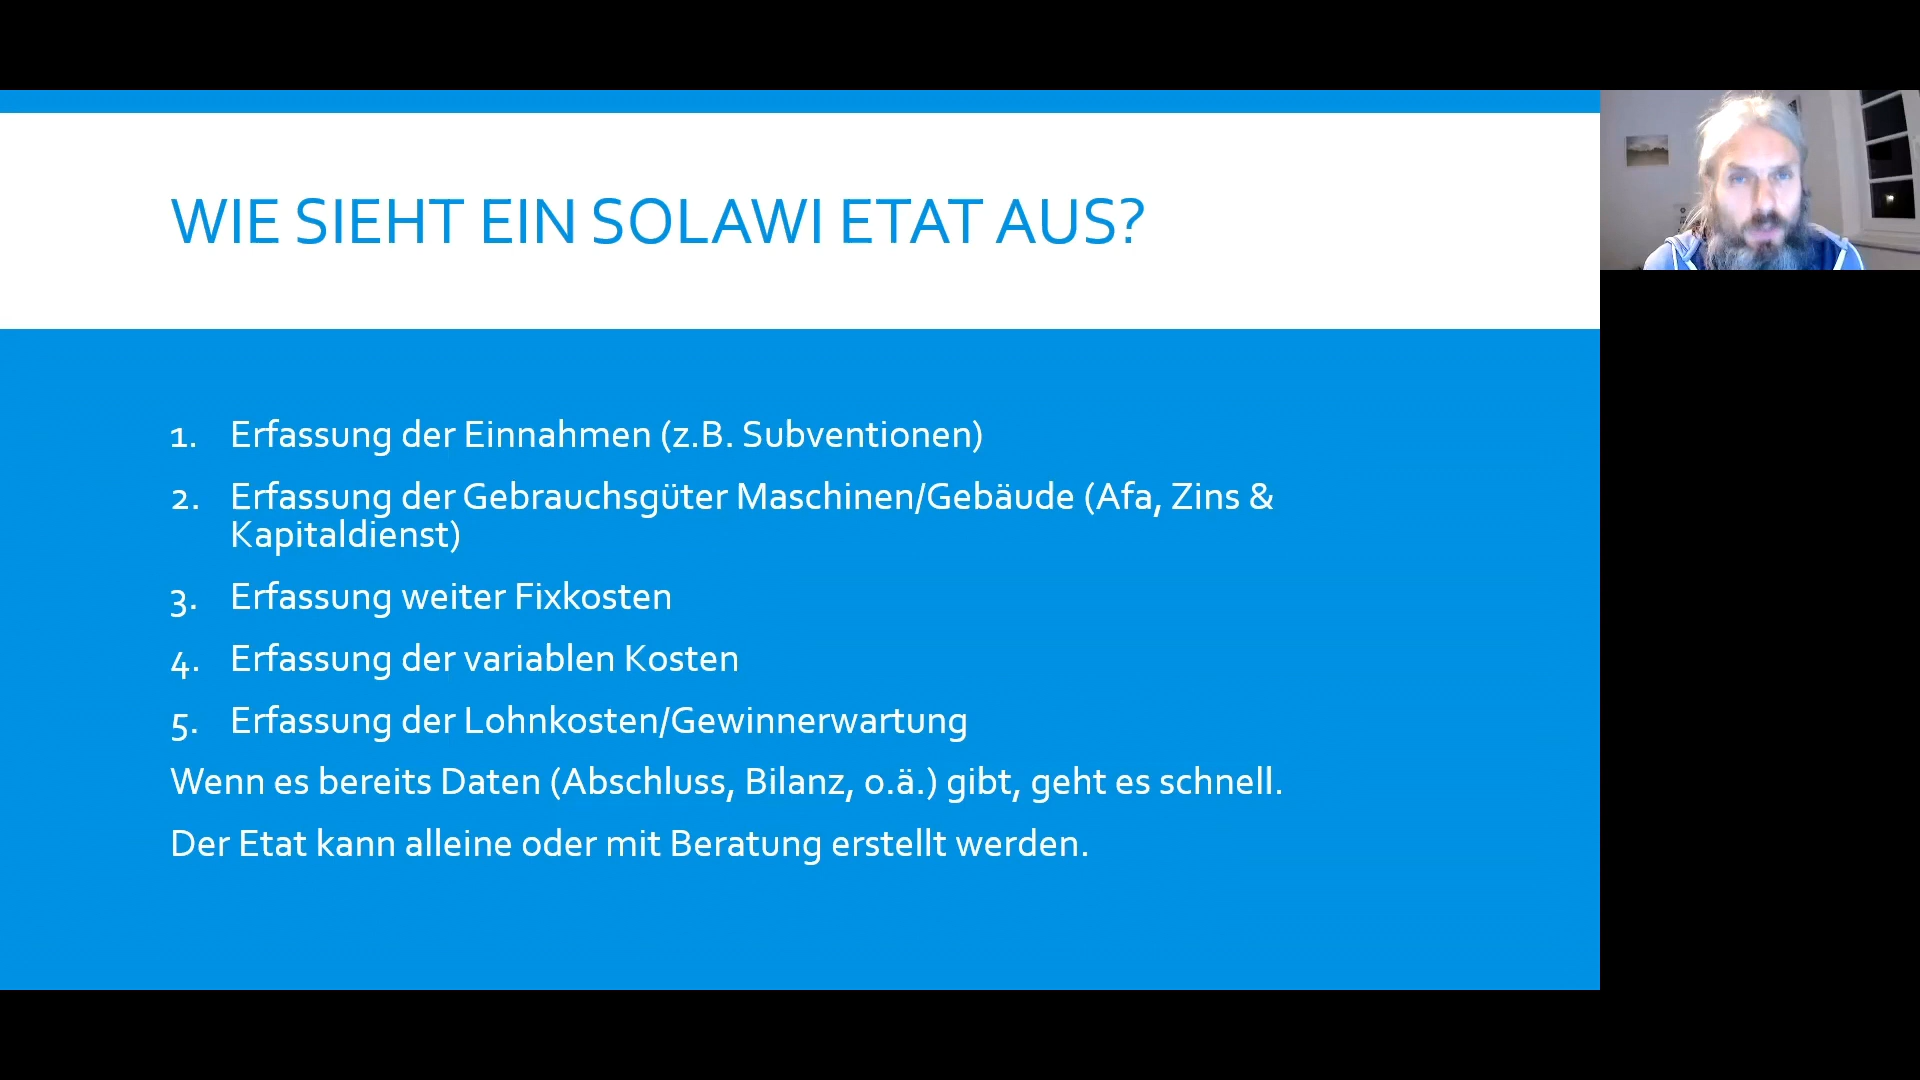 WIE SIEHT EIN SOLAWI ETAT AUS?
1. Erfassung der Einnahmen (z.B. Subventionen)
2. Erfassung der Gebrauchsgüter Maschinen/Gebäude (Afa, Zins &
Kapitaldienst)
3. Erfassung weiter Fixkosten
4. Erfassung der variablen Kosten
5. Erfassung der Lohnkosten/Gewinnerwartung
Wenn es bereits Daten (Abschluss, Bilanz, o.ä.) gibt, geht es schnell.
Der Etat kann alleine oder mit Beratung erstellt werden.